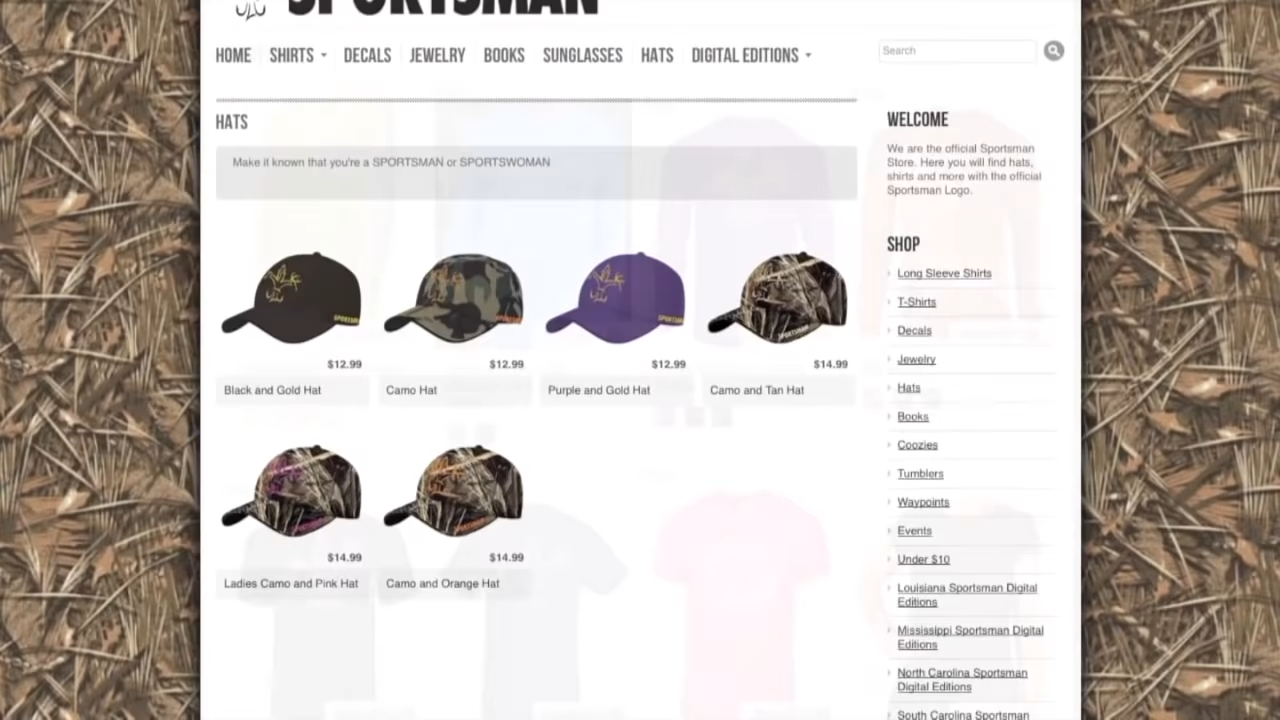 SPORTSMAN
HOME SHIRTS DECALS JEWELRY BOOKS SUNGLASSES HATS DIGITAL EDITIONS
Search
HATS
Make it known that you're a SPORTSMAN or SPORTSWOMAN
$12.99 $12.99 $12.99 $14.99
Black and Gold Hat Camo Hat Purple and Gold Hat Camo and Tan Hat
$14.99 $14.99
Ladies Camo and Pink Hat Camo and Orange Hat
WELCOME
We are the official Sportsman
Store. Here you will find hats,
shirts and more with the official
Sportsman Logo.
SHOP
Long Sleeve Shirts
T-Shirts
Decals
Jewelry
Hats
Books
Coozies
Tumblers
Waypoints
Events
Under $10
Louisiana Sportsman Digital
Editions
Mississippi Sportsman Digital
Editions
North Carolina Sportsman
Digital Editions
South Carolina Sportsman